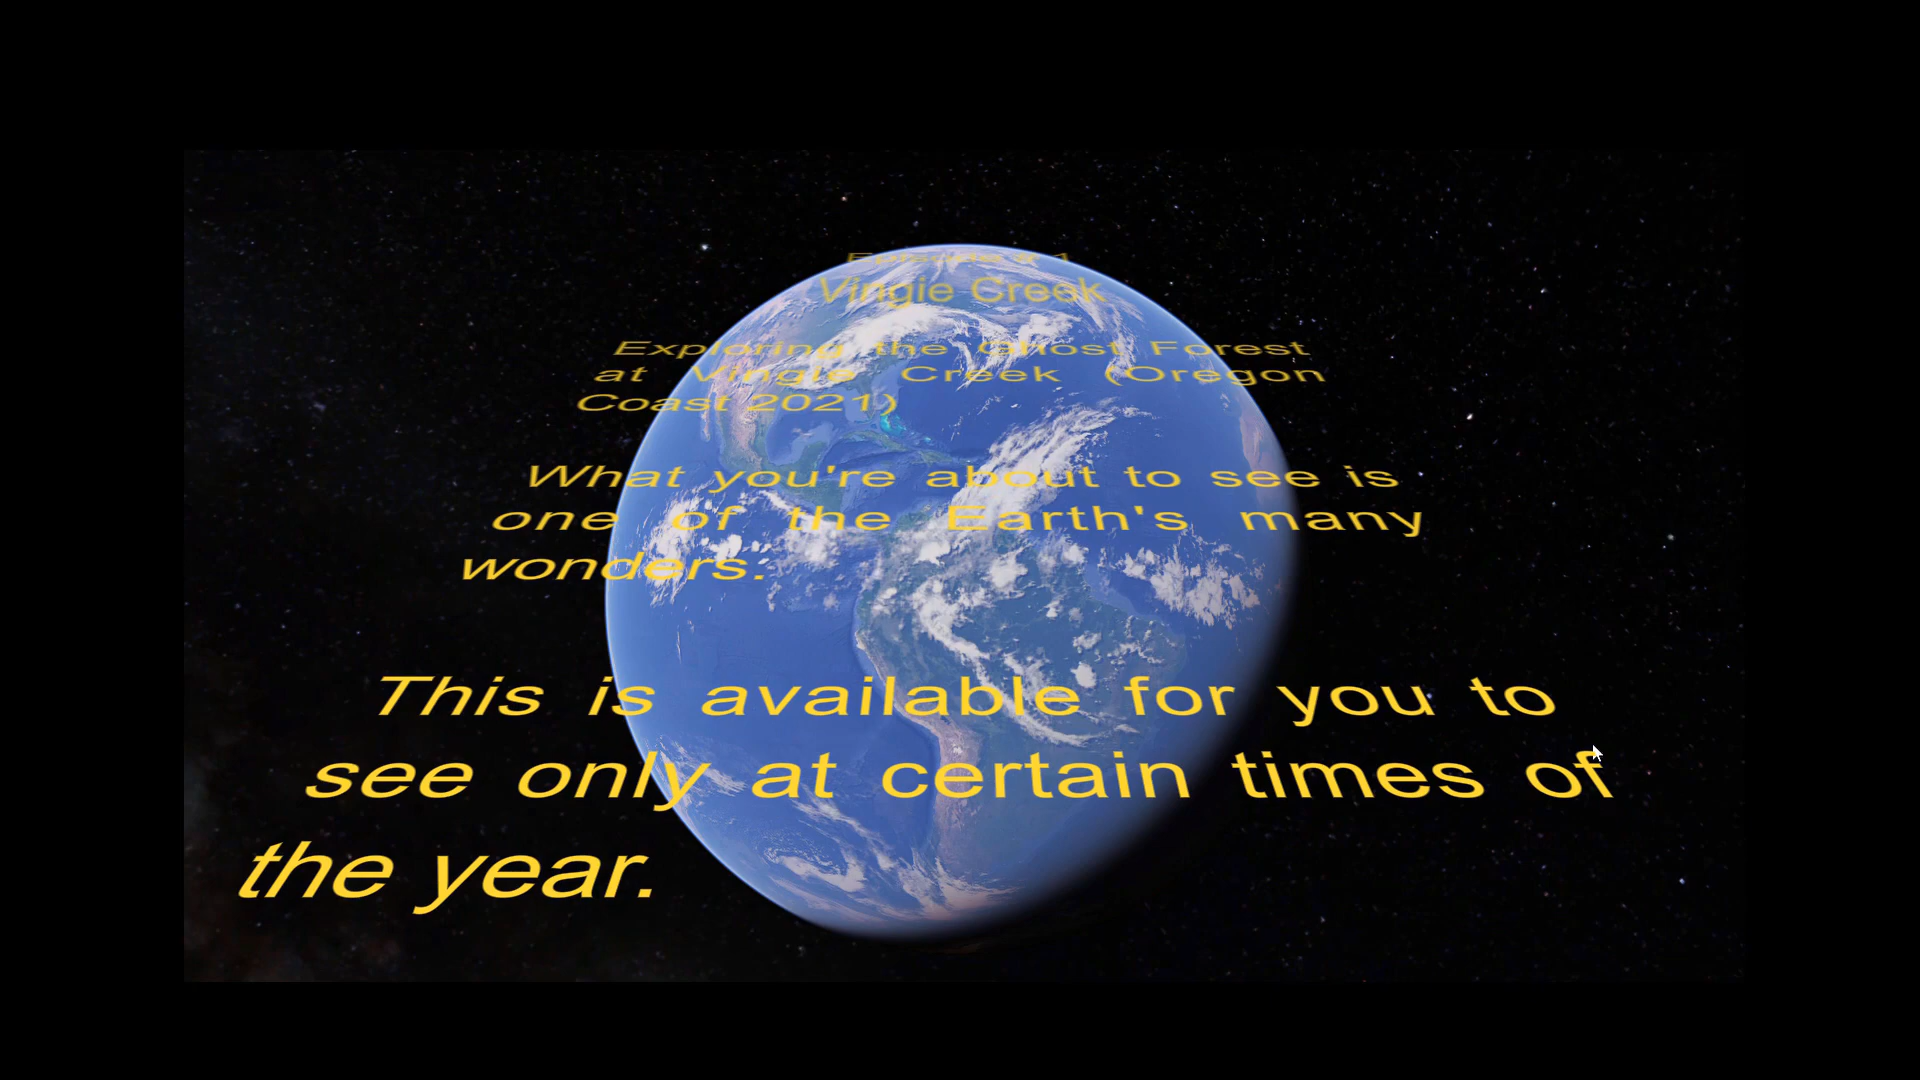 Episode # 1
Vingie Creek
Exploring the Ghost Forest
at Vingie Creek (Oregon
Coast 2021)
What you're about to see is
one of the Earth's many
wonders.
This is available for you to
see only at certain times of
the year.